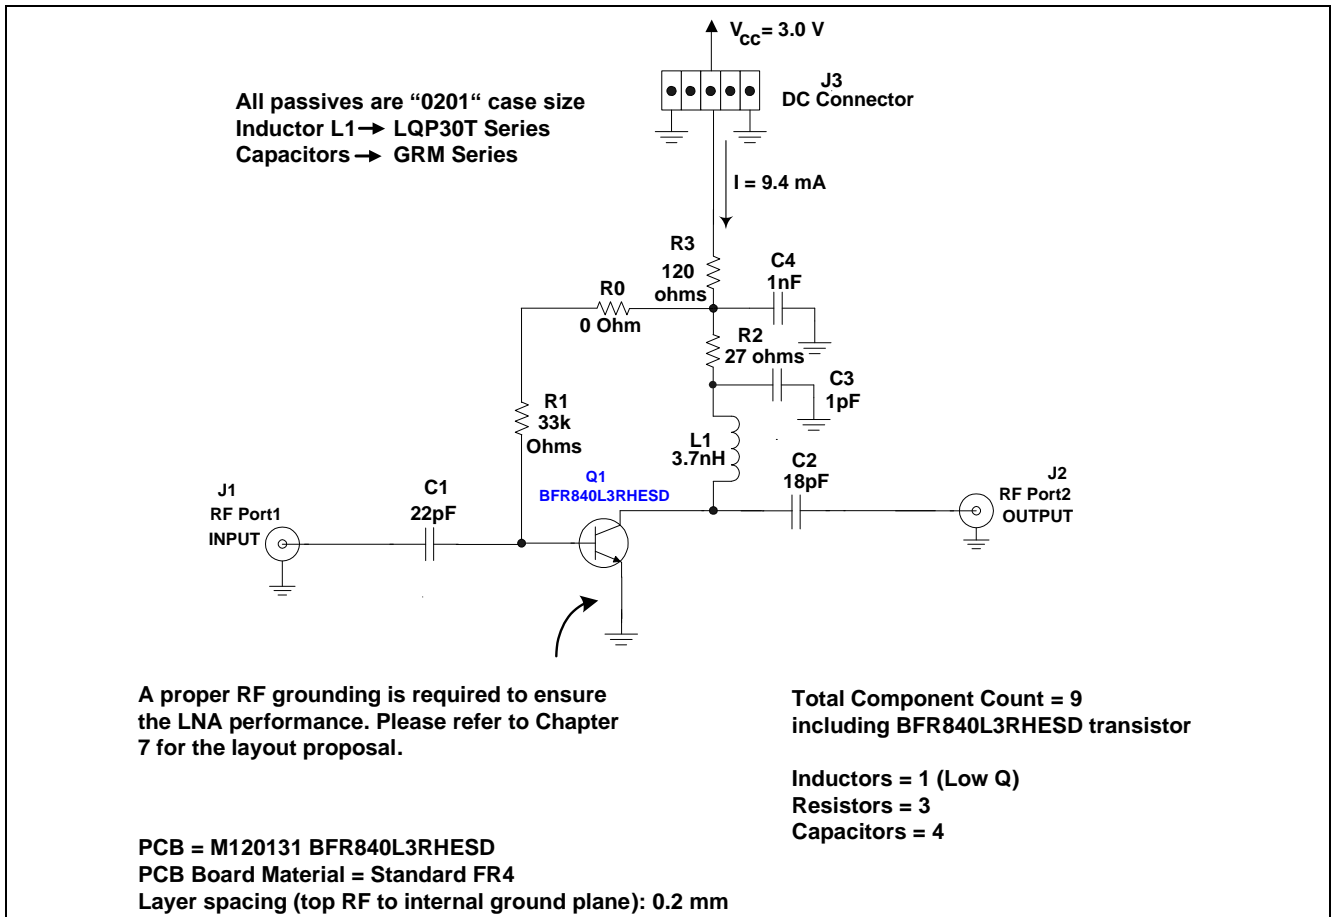 VCC = 3.0 V
J3
DC Connector
All passives are “0201“ case size
Inductor L1→ LQP30T Series
Capacitors → GRM Series
I = 9.4 mA
R3
120
ohms
C4
1nF
R0
0 Ohm
R2
27 ohms
C3
1pF
R1
33k
Ohms
L1
3.7nH
C2
18pF
J2
RF Port2
OUTPUT
Q1
BFR840L3RHESD
C1
22pF
J1
RF Port1
INPUT
A proper RF grounding is required to ensure
the LNA performance. Please refer to Chapter
7 for the layout proposal.
Total Component Count = 9
including BFR840L3RHESD transistor
Inductors = 1 (Low Q)
Resistors = 3
Capacitors = 4
PCB = M120131 BFR840L3RHESD
PCB Board Material = Standard FR4
Layer spacing (top RF to internal ground plane): 0.2 mm